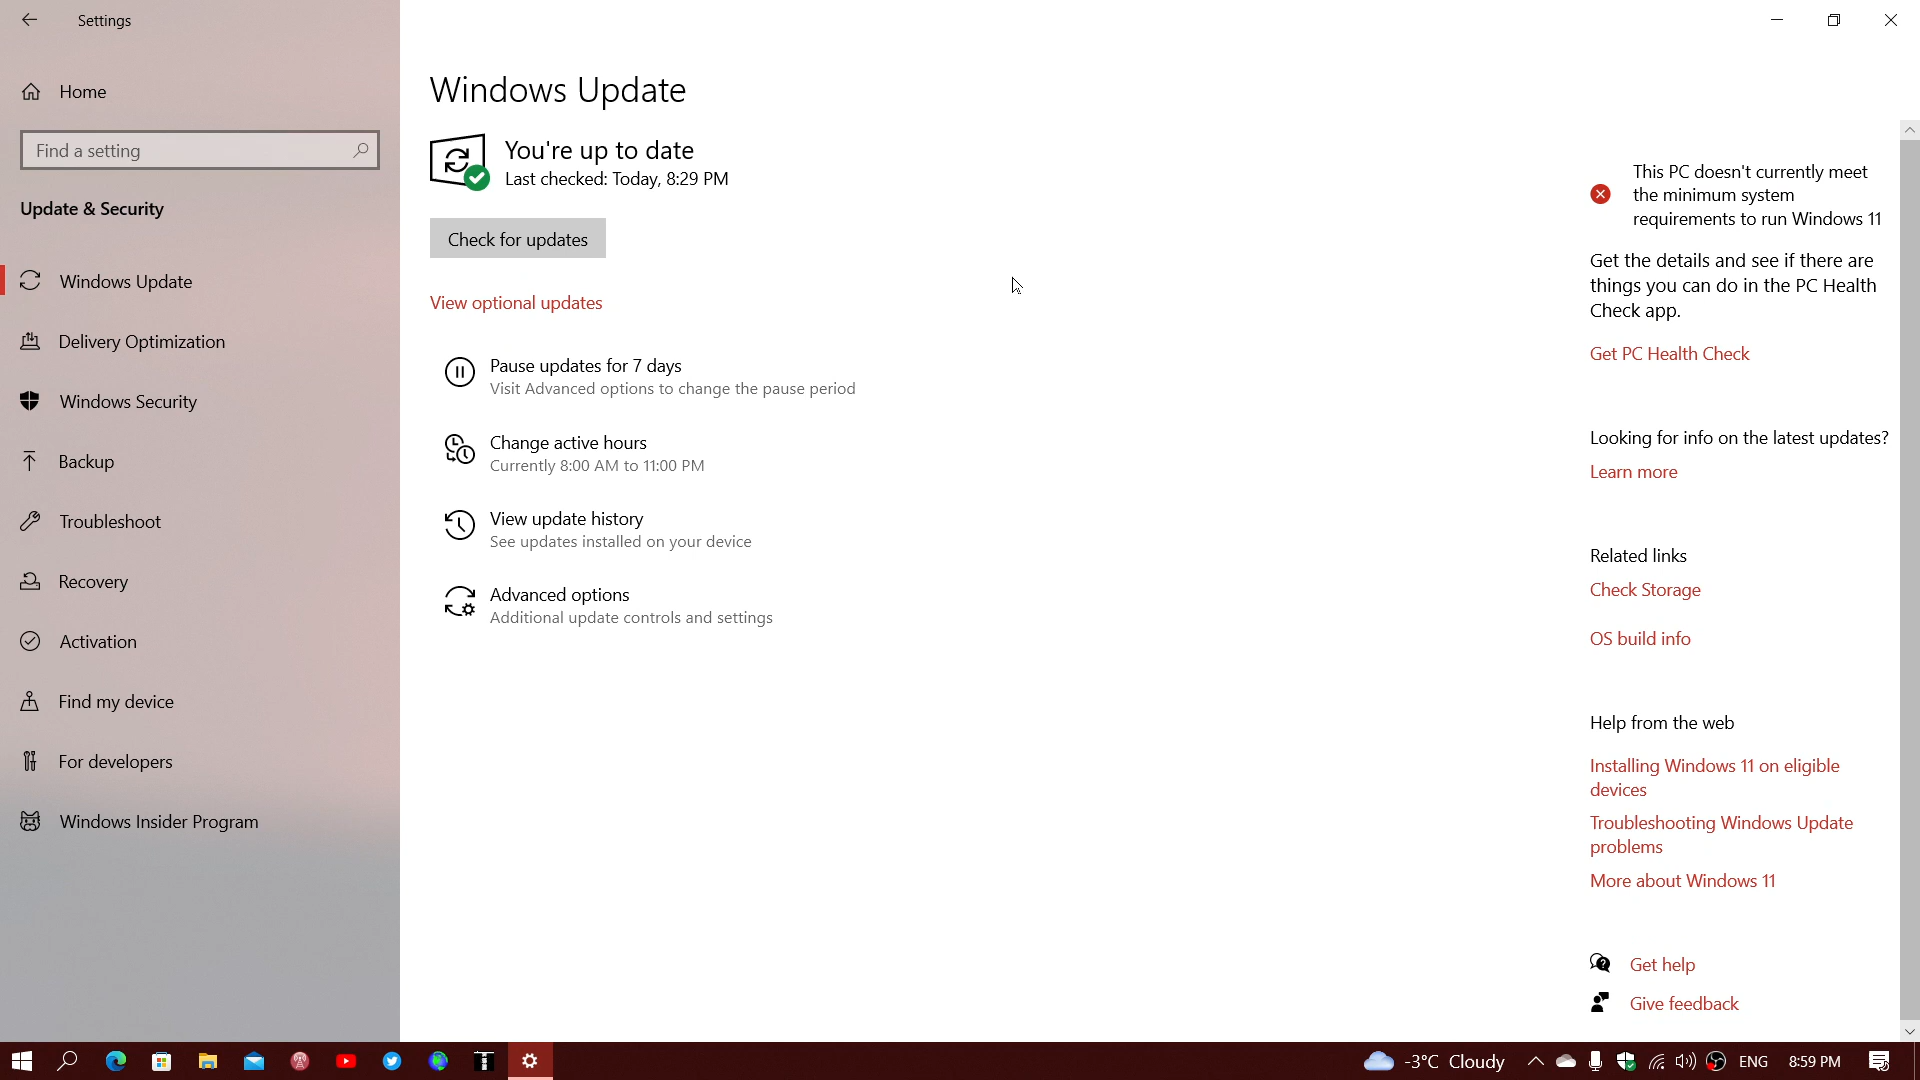 Settings
Home
Find a setting
Update & Security
Windows Update
Delivery Optimization
Windows Security
Backup
Troubleshoot
Recovery
Activation
Find my device
For developers
Windows Insider Program
Windows Update
You're up to date
Last checked: Today, 8:29 PM
Check for updates
View optional updates
Pause updates for 7 days
Visit Advanced options to change the pause period
Change active hours
Currently 8:00 AM to 11:00 PM
View update history
See updates installed on your device
Advanced options
Additional update controls and settings
This PC doesn't currently meet
the minimum system
requirements to run Windows 11
Get the details and see if there are
things you can do in the PC Health
Check app.
Get PC Health Check
Looking for info on the latest updates?
Learn more
Related links
Check Storage
OS build info
Help from the web
Installing Windows 11 on eligible
devices
Troubleshooting Windows Update
problems
More about Windows 11
Get help
Give feedback
-3°C Cloudy
ENG
8:59 PM